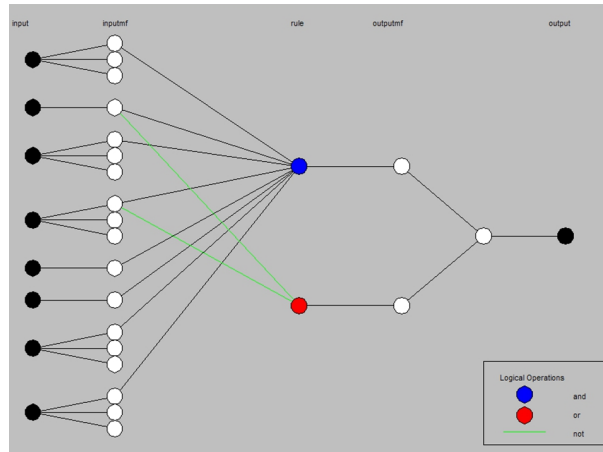 input inputmf rule outputmf output
Logical Operations
and
or
not